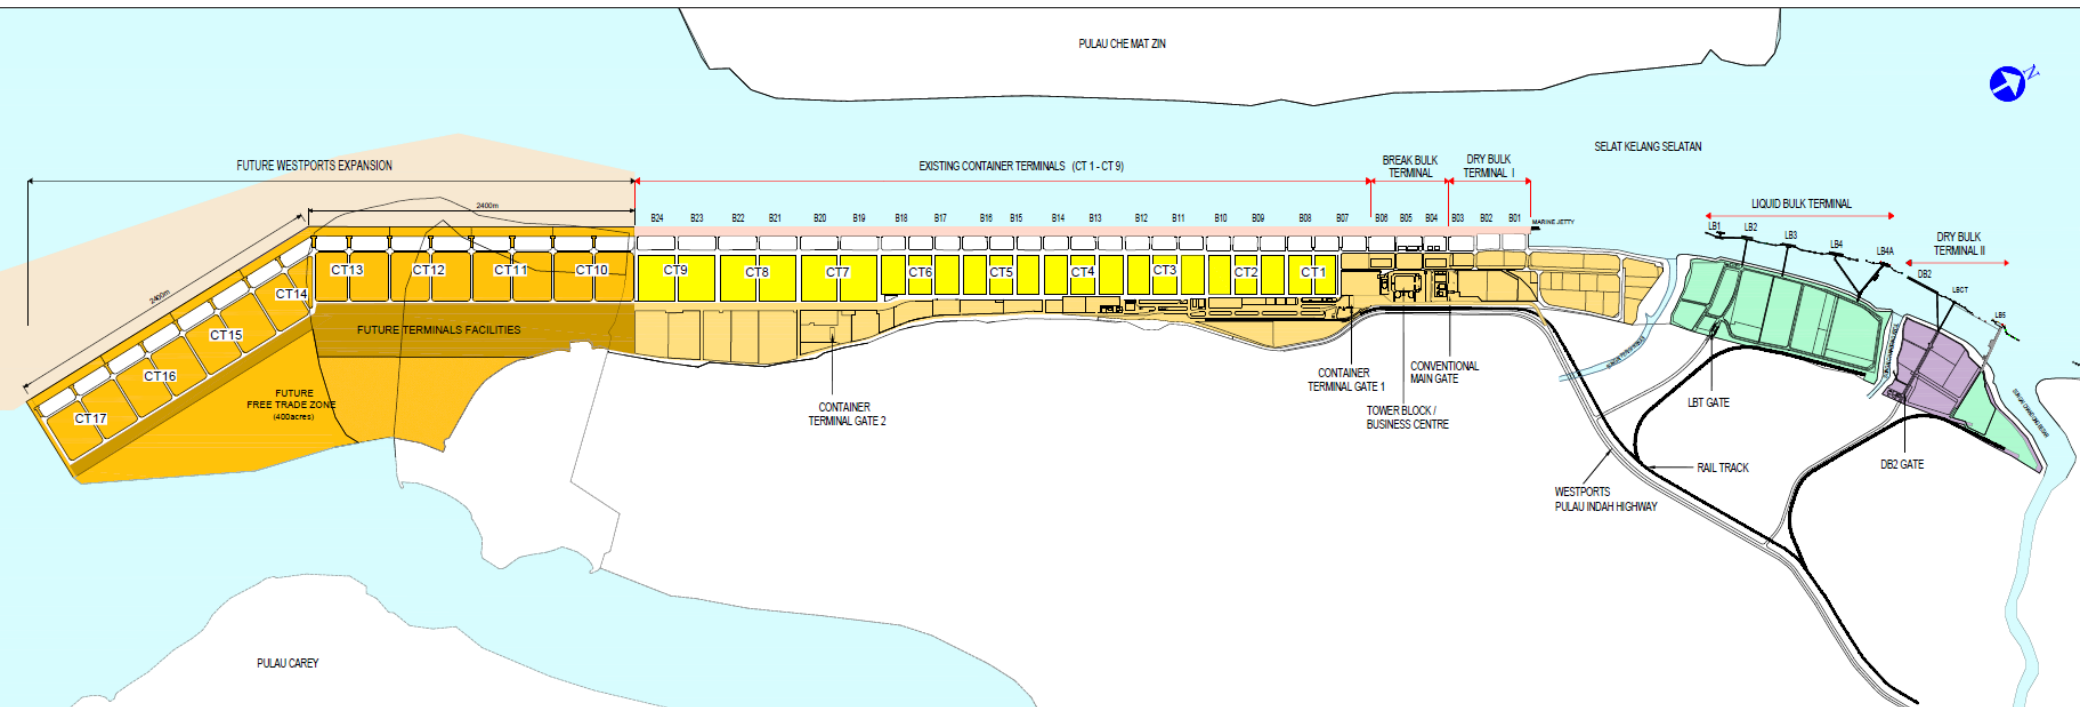 PULAU CHE MAT ZIN
N
SELAT KELANG SELATAN
FUTURE WESTPORTS EXPANSION
EXISTING CONTAINER TERMINALS (CT 1 - CT 9)
BREAK BULK
TERMINAL
DRY BULK
TERMINAL I
LIQUID BULK TERMINAL
DRY BULK
TERMINAL II
2400m
2400m
B24 B23 B22 B21 B20 B19 B18 B17 B16 B15 B14 B13 B12 B11 B10 B09 B08 B07 B06 B05 B04 B03 B02 B01
MARINE JETTY
LB1 LB2 LB3 LB4 LB4A
DB2 LBCT LB5
CT17 CT16 CT15 CT14 CT13 CT12 CT11 CT10 CT9 CT8 CT7 CT6 CT5 CT4 CT3 CT2 CT1
FUTURE TERMINALS FACILITIES
FUTURE
FREE TRADE ZONE
(400acres)
CONTAINER
TERMINAL GATE 2
CONTAINER
TERMINAL GATE 1
CONVENTIONAL
MAIN GATE
TOWER BLOCK /
BUSINESS CENTRE
LBT GATE
DB2 GATE
RAIL TRACK
WESTPORTS
PULAU INDAH HIGHWAY
PULAU CAREY